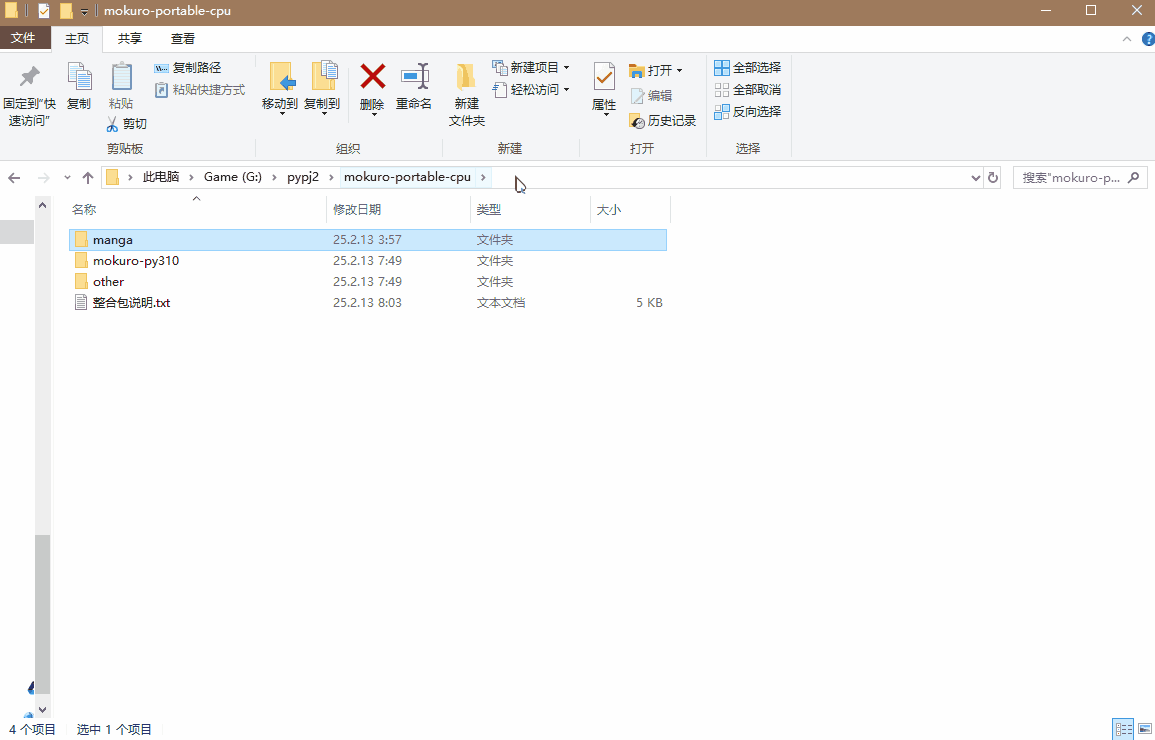 mokuro-portable-cpu
文件 主页 共享 查看
固定到"快速访问"
复制
粘贴
复制路径
粘贴快捷方式
剪切
剪贴板
移动到
复制到
删除
重命名
组织
新建文件夹
新建项目
轻松访问
新建
属性
打开
编辑
历史记录
打开
全部选择
全部取消
反向选择
选择
此电脑 Game (G:) pypj2 mokuro-portable-cpu
搜索"mokuro-p...
名称 修改日期 类型 大小
manga 25.2.13 3:57 文件夹
mokuro-py310 25.2.13 7:49 文件夹
other 25.2.13 7:49 文件夹
整合包说明.txt 25.2.13 8:03 文本文档 5 KB
4 个项目 选中 1 个项目